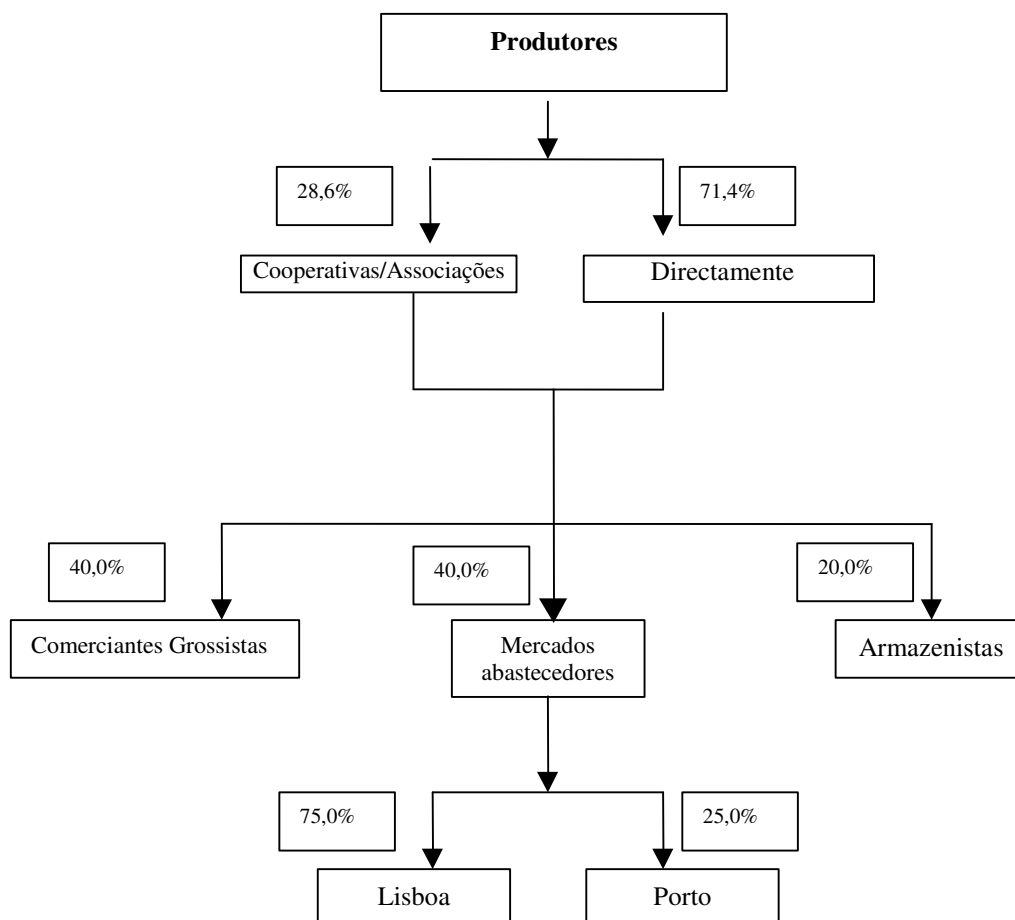 Produtores
28,6%
71,4%
Cooperativas/Associações
Directamente
40,0%
40,0%
20,0%
Comerciantes Grossistas
Mercados
abastecedores
Armazenistas
75,0%
25,0%
Lisboa
Porto